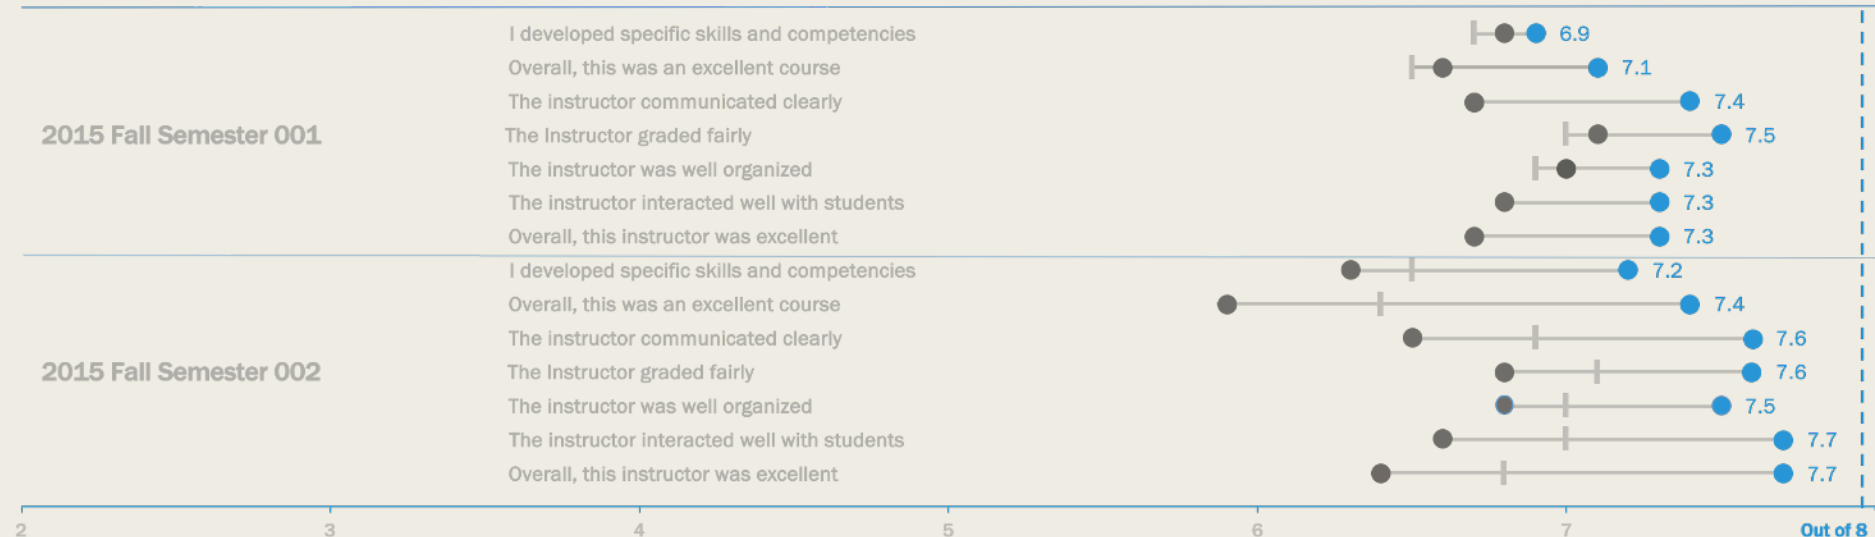 I developed specific skills and competencies 6.9
Overall, this was an excellent course 7.1
The instructor communicated clearly 7.4
2015 Fall Semester 001 The Instructor graded fairly 7.5
The instructor was well organized 7.3
The instructor interacted well with students 7.3
Overall, this instructor was excellent 7.3
I developed specific skills and competencies 7.2
Overall, this was an excellent course 7.4
The instructor communicated clearly 7.6
2015 Fall Semester 002 The Instructor graded fairly 7.6
The instructor was well organized 7.5
The instructor interacted well with students 7.7
Overall, this instructor was excellent 7.7
2 3 4 5 6 7 Out of 8